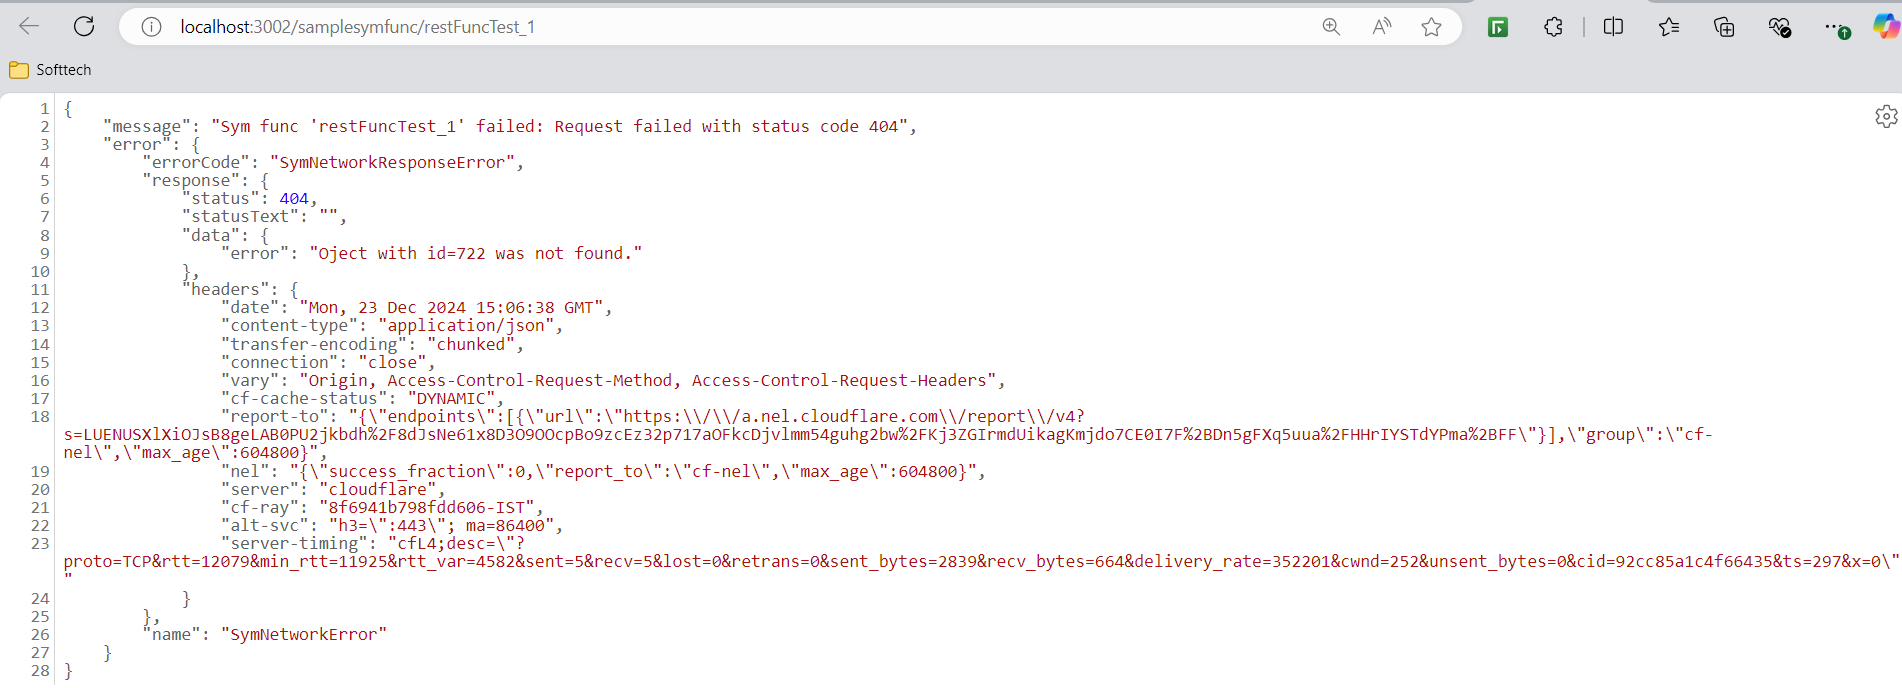 localhost:3002/samplesymfunc/restFuncTest_1
Softtech
1 {
2 "message": "Sym func 'restFuncTest_1' failed: Request failed with status code 404",
3 "error": {
4 "errorCode": "SymNetworkResponseError",
5 "response": {
6 "status": 404,
7 "statusText": "",
8 "data": {
9 "error": "Oject with id=722 was not found."
10 },
11 "headers": {
12 "date": "Mon, 23 Dec 2024 15:06:38 GMT",
13 "content-type": "application/json",
14 "transfer-encoding": "chunked",
15 "connection": "close",
16 "vary": "Origin, Access-Control-Request-Method, Access-Control-Request-Headers",
17 "cf-cache-status": "DYNAMIC",
18 "report-to": "{\"endpoints\":[{\"url\":\"https:\\/\\/a.nel.cloudflare.com\\/report\\/v4?
s=LUENUSXlXiOJsB8geLAB0PU2jkbdh%2F8dJsNe61x8D3O9OOcpBo9zcEz32p717aOFkcDjvlmm54guhg2bw%2FKj3ZGIrmdUikagKmjdo7CE0I7F%2BDn5gFXq5uua%2FHHrIYSTdYPma%2BFF\"}],\"group\":\"cf-
nel\",\"max_age\":604800}",
19 "nel": "{\"success_fraction\":0,\"report_to\":\"cf-nel\",\"max_age\":604800}",
20 "server": "cloudflare",
21 "cf-ray": "8f6941b798fdd606-IST",
22 "alt-svc": "h3=\":443\"; ma=86400",
23 "server-timing": "cfL4;desc=\"?
proto=TCP&rtt=12079&min_rtt=11925&rtt_var=4582&sent=5&recv=5&lost=0&retrans=0&sent_bytes=2839&recv_bytes=664&delivery_rate=352201&cwnd=252&unsent_bytes=0&cid=92cc85a1c4f66435&ts=297&x=0\"
"
24 }
25 },
26 "name": "SymNetworkError"
27 }
28 }